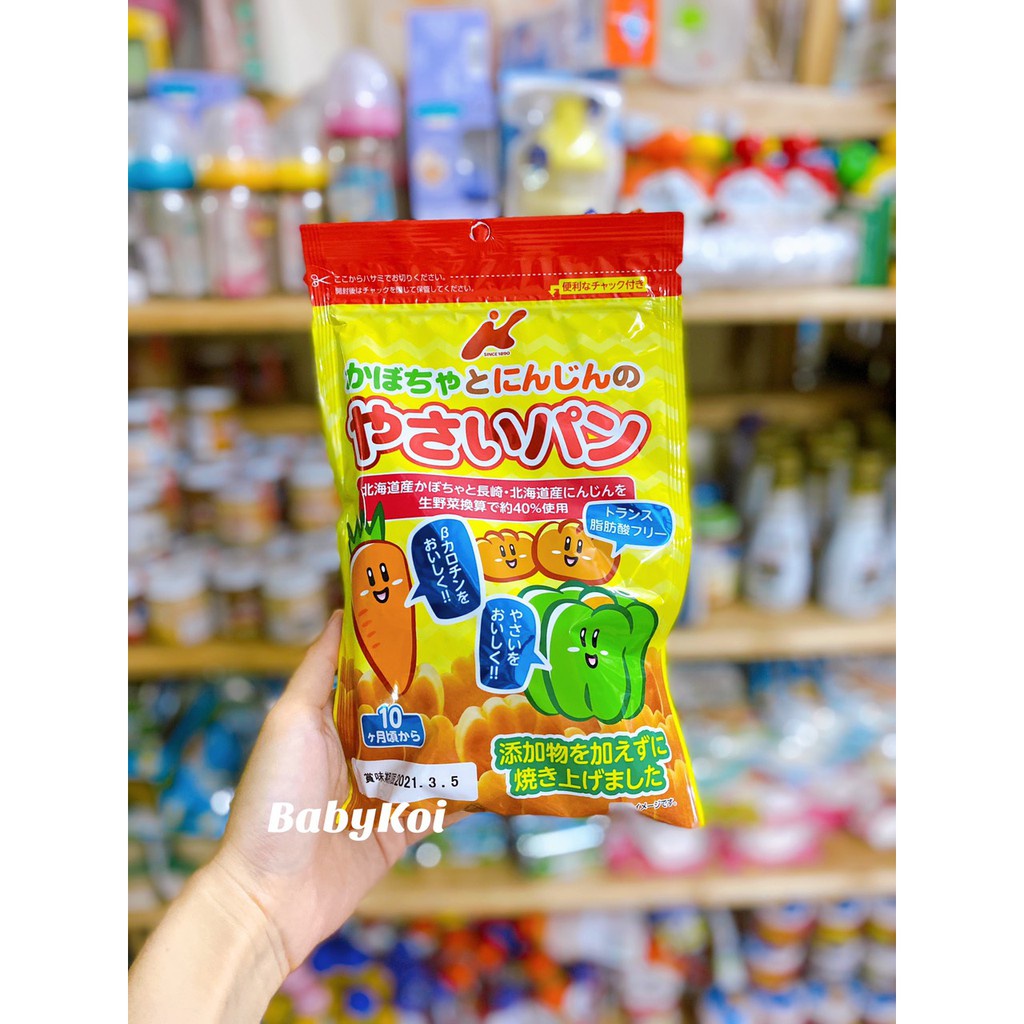 ここからハサミでお切りください。
開封後はチャックを閉じて保管してください。
便利なチャック付き
SINCE 1890
かぼちゃとにんじんの
やさいパン
北海道産かぼちゃと長崎・北海道産にんじんを
生野菜換算で約40%使用
トランス
脂肪酸フリー
βカロチンを
おいしく!!
やさいを
おいしく!!
10
ヶ月頃から
添加物を加えずに
焼き上げました
賞味期限2021.3.5
イメージです。
BabyKoi